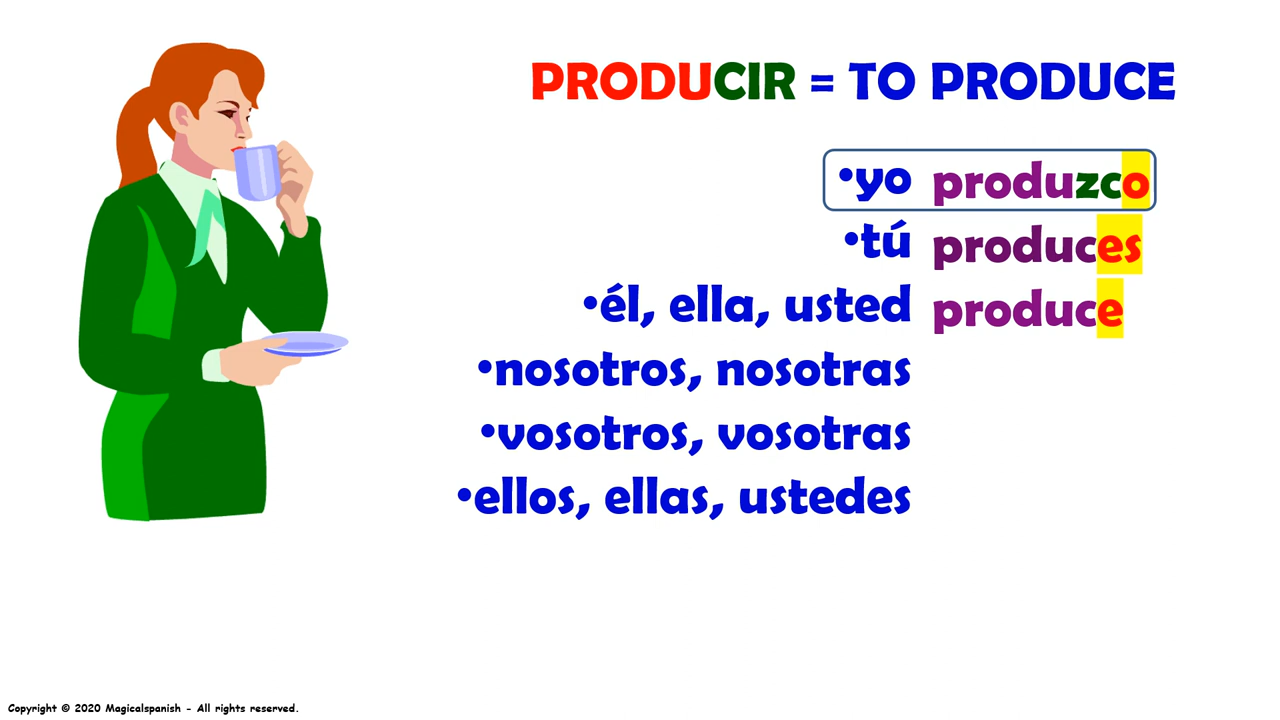 PRODUCIR = TO PRODUCE
•yo produzco
•tú produces
•él, ella, usted produce
•nosotros, nosotras
•vosotros, vosotras
•ellos, ellas, ustedes
Copyright © 2020 Magicalspanish - All rights reserved.